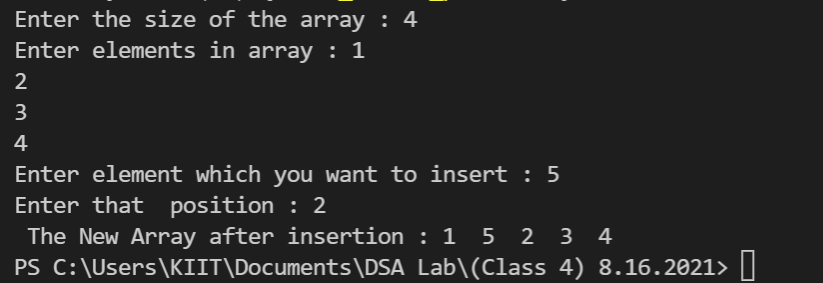 Enter the size of the array : 4
Enter elements in array : 1
2
3
4
Enter element which you want to insert : 5
Enter that  position : 2
 The New Array after insertion : 1  5  2  3  4
PS C:\Users\KIIT\Documents\DSA Lab\(Class 4) 8.16.2021>